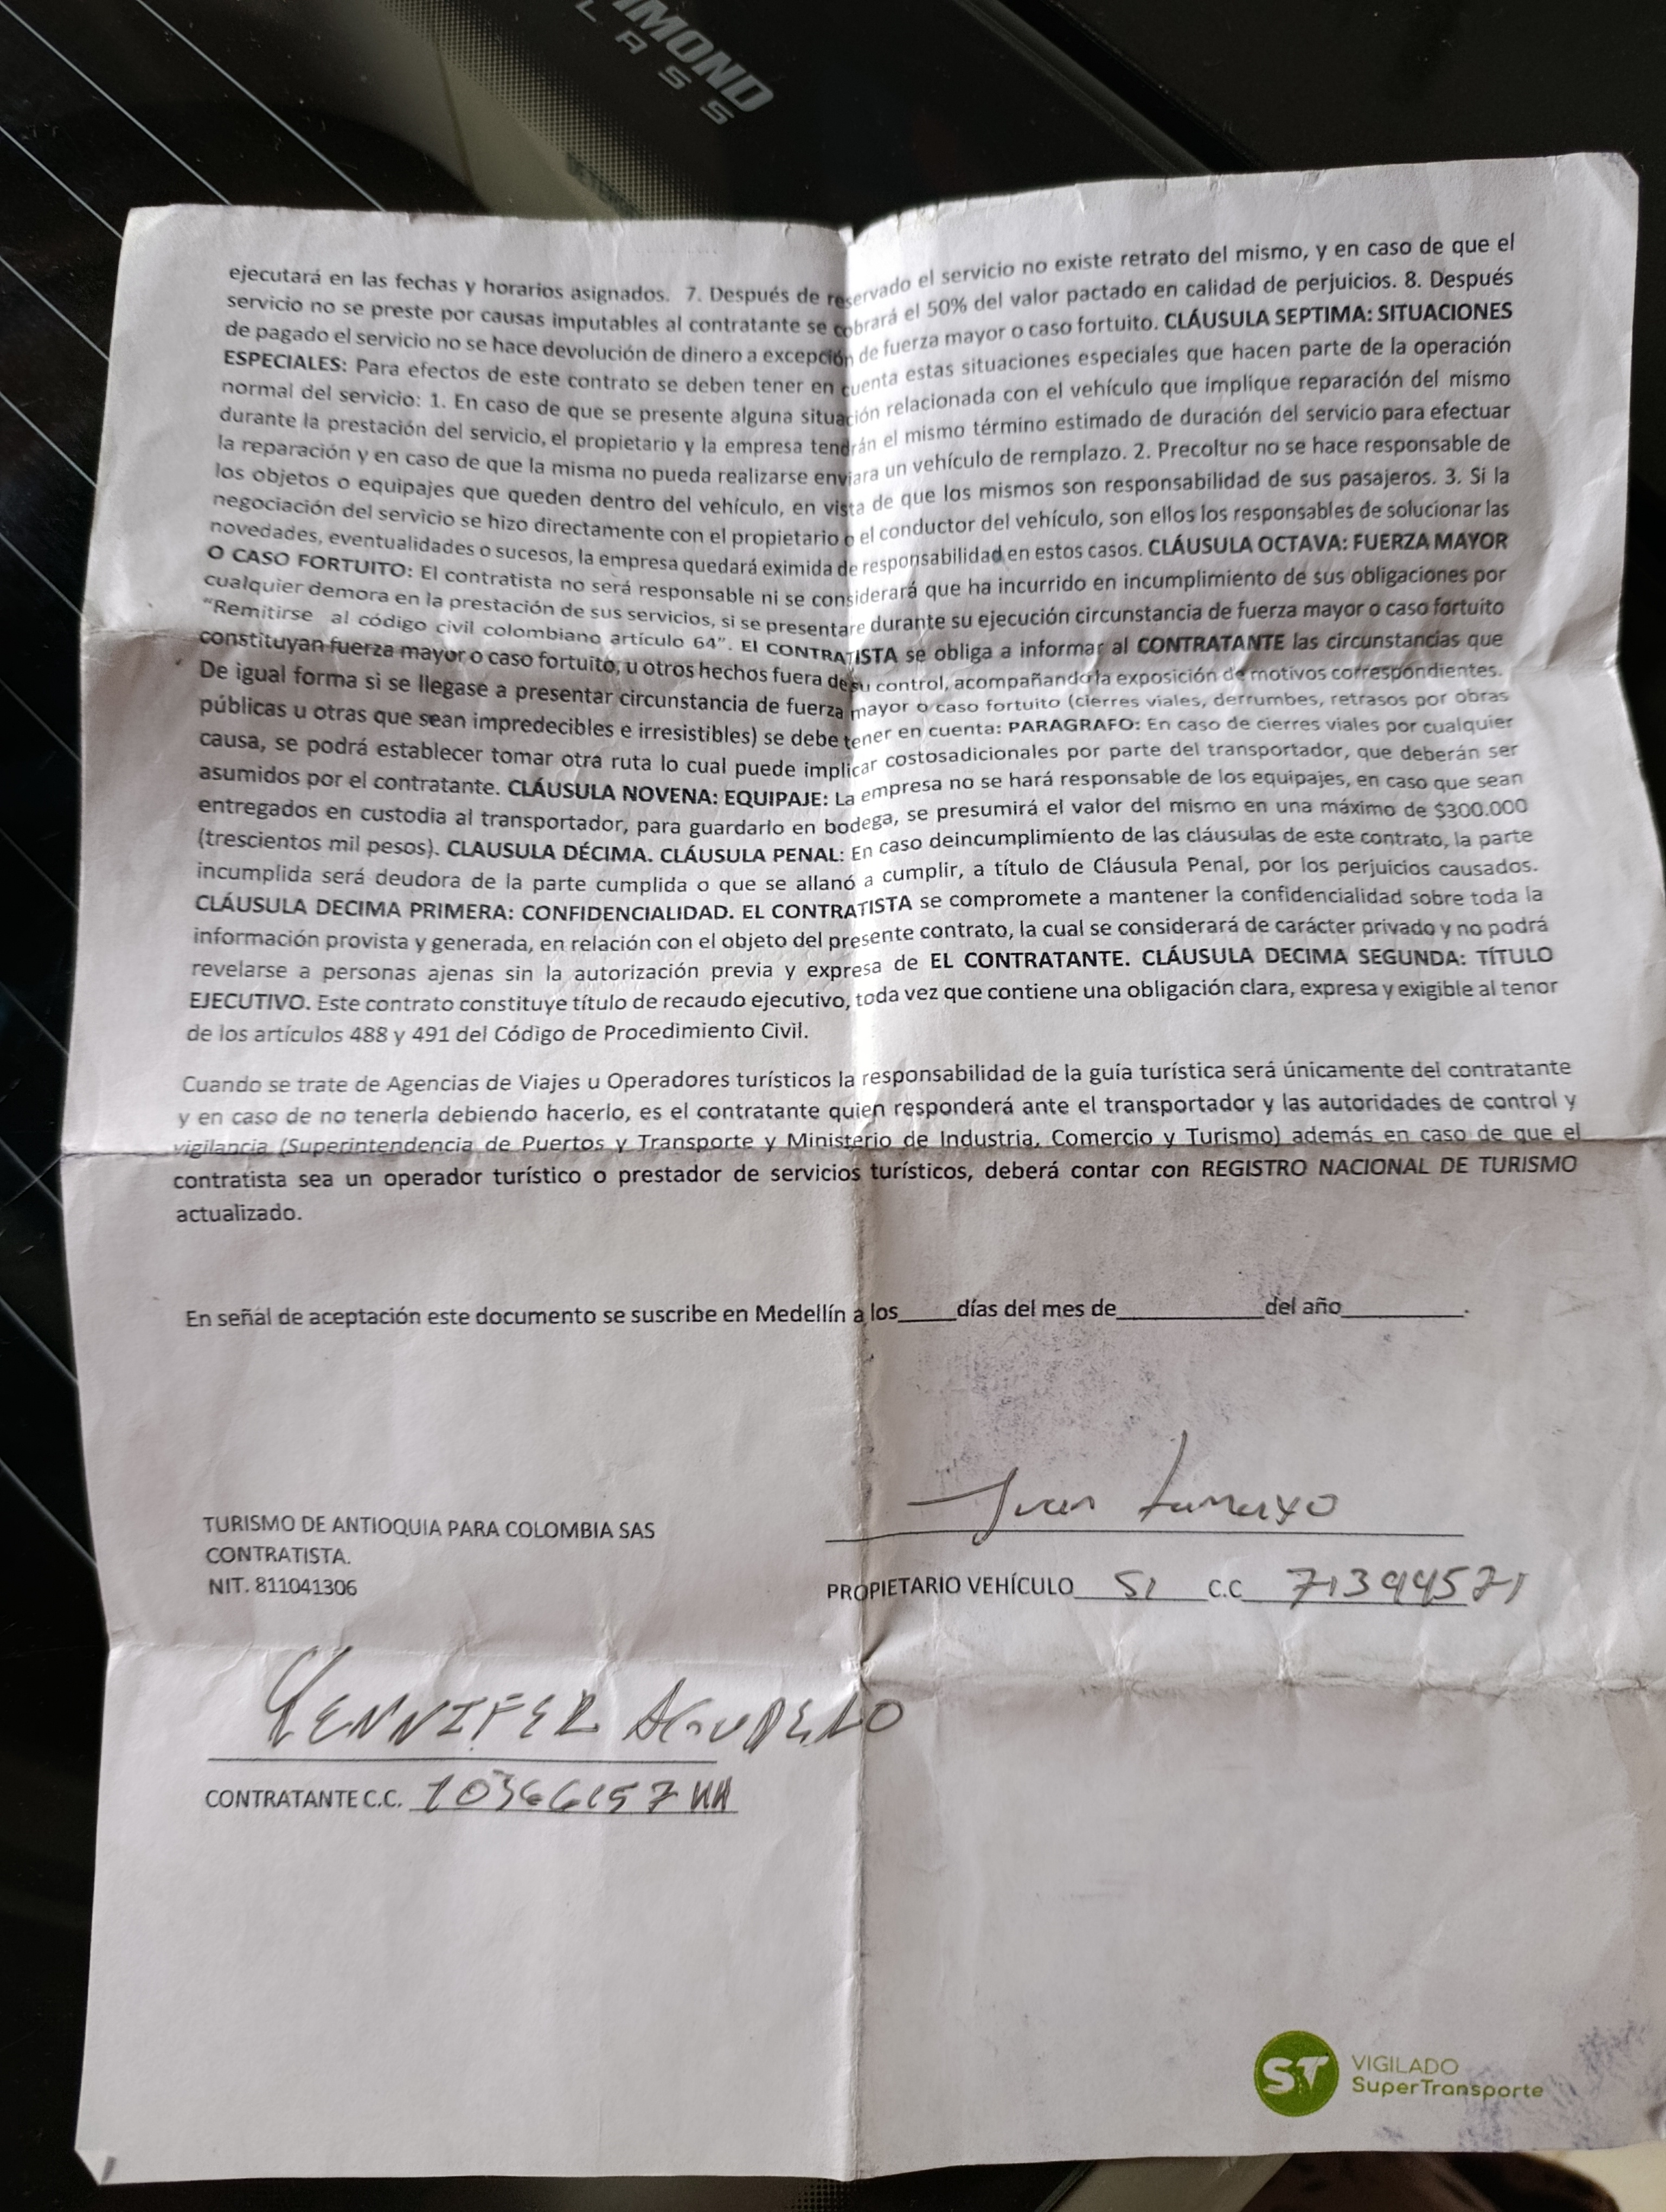 MOND
LASS
ejecutará en las fechas y horarios asignados. 7. Después de reservado el servicio no existe retrato del mismo, y en caso de que el
servicio no se preste por causas imputables al contratante se cobrará el 50% del valor pactado en calidad de perjuicios. 8. Después
de pagado el servicio no se hace devolución de dinero a excepción de fuerza mayor o caso fortuito. CLÁUSULA SEPTIMA: SITUACIONES
ESPECIALES: Para efectos de este contrato se deben tener en cuenta estas situaciones especiales que hacen parte de la operación
normal del servicio: 1. En caso de que se presente alguna situación relacionada con el vehículo que implique reparación del mismo
durante la prestación del servicio, el propietario y la empresa tendrán el mismo término estimado de duración del servicio para efectuar
la reparación y en caso de que la misma no pueda realizarse enviara un vehículo de remplazo. 2. Precoltur no se hace responsable de
los objetos o equipajes que queden dentro del vehículo, en vista de que los mismos son responsabilidad de sus pasajeros. 3. Si la
negociación del servicio se hizo directamente con el propietario o el conductor del vehículo, son ellos los responsables de solucionar las
novedades, eventualidades o sucesos, la empresa quedará eximida de responsabilidad en estos casos. CLÁUSULA OCTAVA: FUERZA MAYOR
O CASO FORTUITO: El contratista no será responsable ni se considerará que ha incurrido en incumplimiento de sus obligaciones por
cualquier demora en la prestación de sus servicios, si se presentare durante su ejecución circunstancia de fuerza mayor o caso fortuito
"Remitirse al código civil colombiano artículo 64". El CONTRATISTA se obliga a informar al CONTRATANTE las circunstancias que
constituyan fuerza mayor o caso fortuito, u otros hechos fuera de su control, acompañando la exposición de motivos correspondientes.
De igual forma si se llegase a presentar circunstancia de fuerza mayor o caso fortuito (cierres viales, derrumbes, retrasos por obras
públicas u otras que sean impredecibles e irresistibles) se debe tener en cuenta: PARAGRAFO: En caso de cierres viales por cualquier
causa, se podrá establecer tomar otra ruta lo cual puede implicar costosadicionales por parte del transportador, que deberán ser
asumidos por el contratante. CLÁUSULA NOVENA: EQUIPAJE: La empresa no se hará responsable de los equipajes, en caso que sean
entregados en custodia al transportador, para guardarlo en bodega, se presumirá el valor del mismo en una máximo de $300.000
(trescientos mil pesos). CLAUSULA DÉCIMA. CLÁUSULA PENAL: En caso deincumplimiento de las cláusulas de este contrato, la parte
incumplida será deudora de la parte cumplida o que se allanó a cumplir, a título de Cláusula Penal, por los perjuicios causados.
CLÁUSULA DECIMA PRIMERA: CONFIDENCIALIDAD. EL CONTRATISTA se compromete a mantener la confidencialidad sobre toda la
información provista y generada, en relación con el objeto del presente contrato, la cual se considerará de carácter privado y no podrá
revelarse a personas ajenas sin la autorización previa y expresa de EL CONTRATANTE. CLÁUSULA DECIMA SEGUNDA: TÍTULO
EJECUTIVO. Este contrato constituye título de recaudo ejecutivo, toda vez que contiene una obligación clara, expresa y exigible al tenor
de los artículos 488 y 491 del Código de Procedimiento Civil.
Cuando se trate de Agencias de Viajes u Operadores turísticos la responsabilidad de la guía turística será únicamente del contratante
y en caso de no tenerla debiendo hacerlo, es el contratante quien responderá ante el transportador y las autoridades de control y
vigilancia (Superintendencia de Puertos y Transporte y Ministerio de Industria, Comercio y Turismo) además en caso de que el
contratista sea un operador turístico o prestador de servicios turísticos, deberá contar con REGISTRO NACIONAL DE TURISMO
actualizado.
En señal de aceptación este documento se suscribe en Medellín a los_____días del mes de_____________del año___________.
Juan Tamayo
TURISMO DE ANTIOQUIA PARA COLOMBIA SAS
CONTRATISTA.
NIT. 811041306
PROPIETARIO VEHÍCULO SI C.C 71394571
YENNIFER AGUDELO
CONTRATANTE C.C.
ST VIGILADO
SuperTransporte